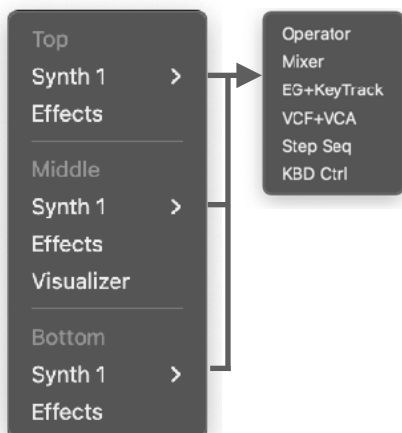 Top
Synth 1 >
Effects
Middle
Synth 1 >
Effects
Visualizer
Bottom
Synth 1 >
Effects
Operator
Mixer
EG+KeyTrack
VCF+VCA
Step Seq
KBD Ctrl